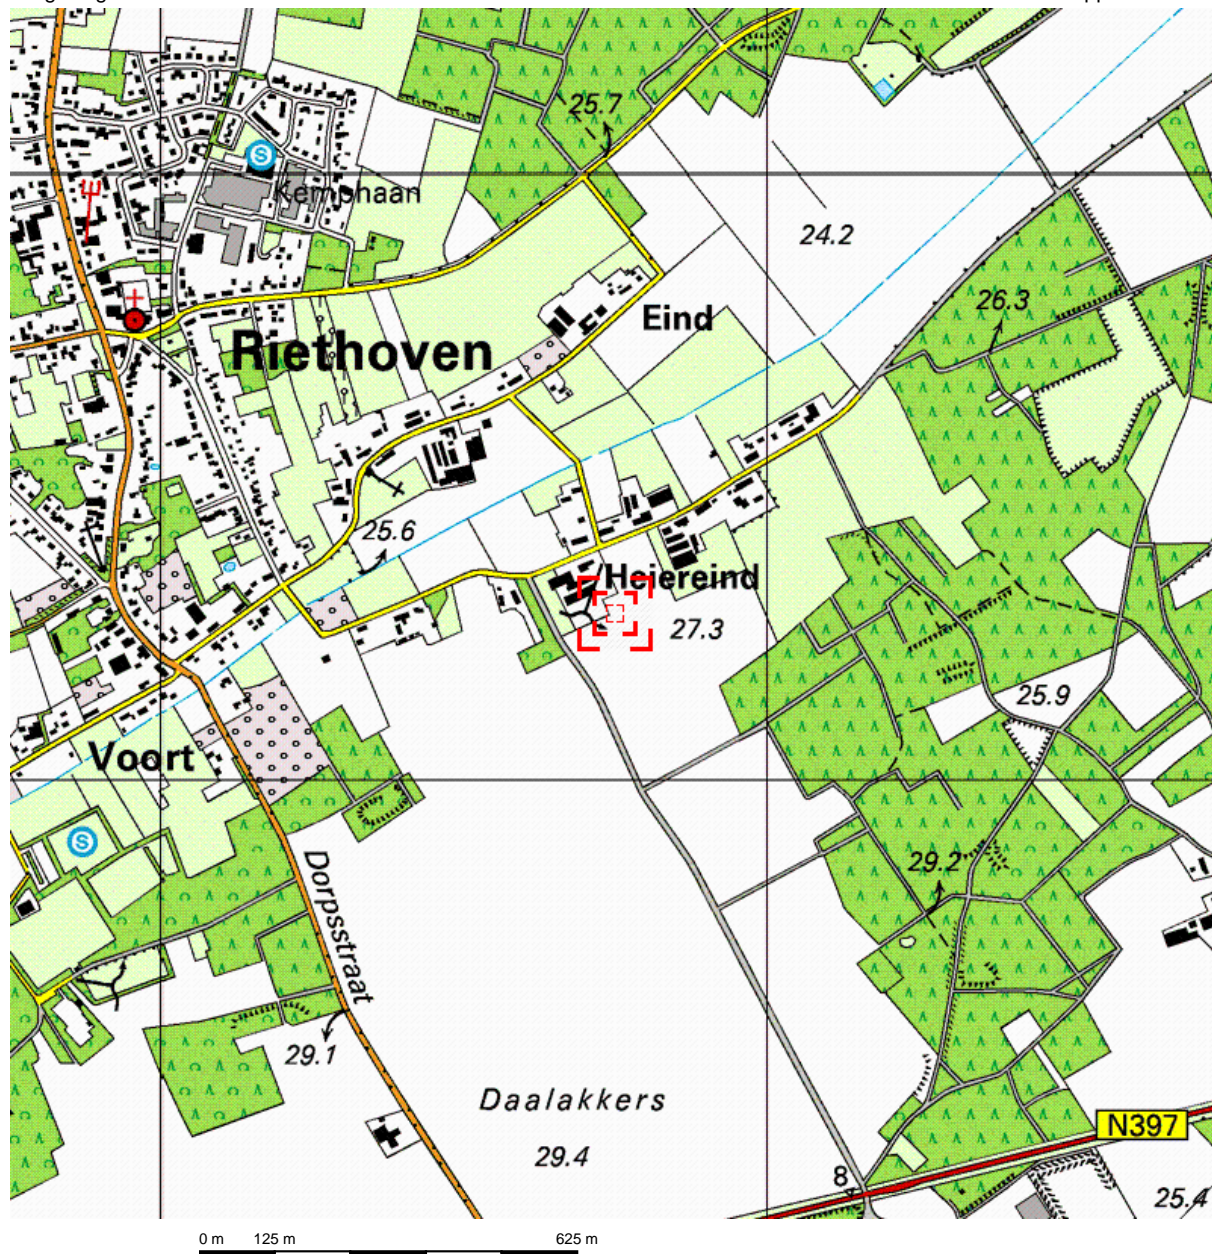 25.7
S
Kemphaan
24.2
26.3
Eind
Riethoven
25.6
Heiereind
27.3
25.9
Voort
S
Dorpsstraat
29.2
29.1
Daalakkers
29.4
N397
8
25.4
0 m 125 m 625 m